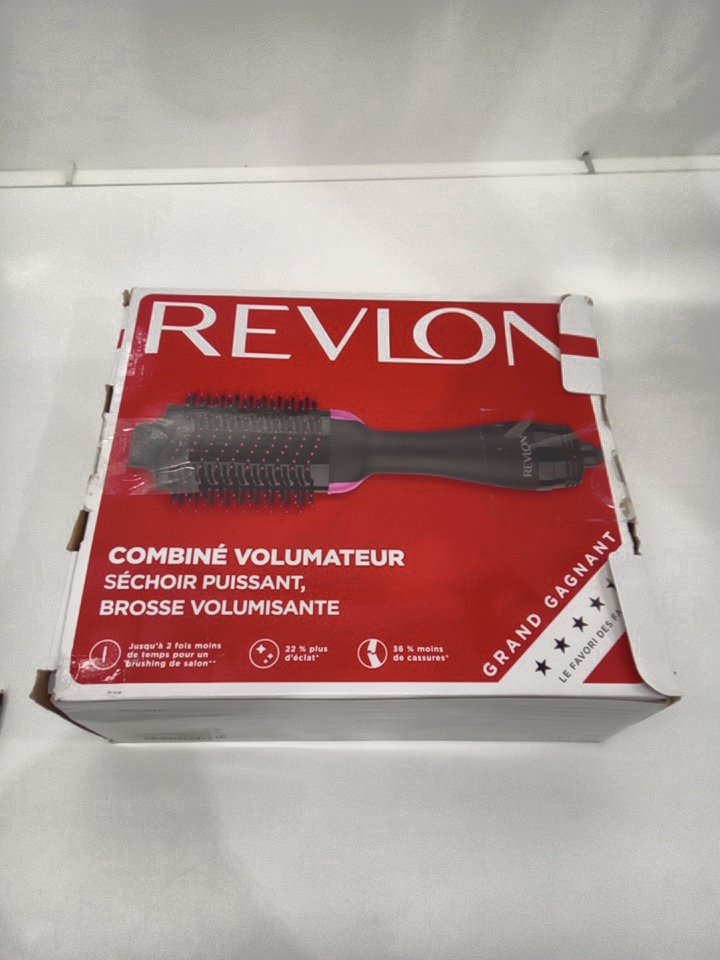 REVLON
REVLON
COMBINÉ VOLUMATEUR
SÉCHOIR PUISSANT,
BROSSE VOLUMISANTE
Jusqu'à 2 fois moins
de temps pour un
brushing de salon**
22 % plus
d'éclat*
36 % moins
de cassures*
GRAND GAGNANT
LE FAVORI DES